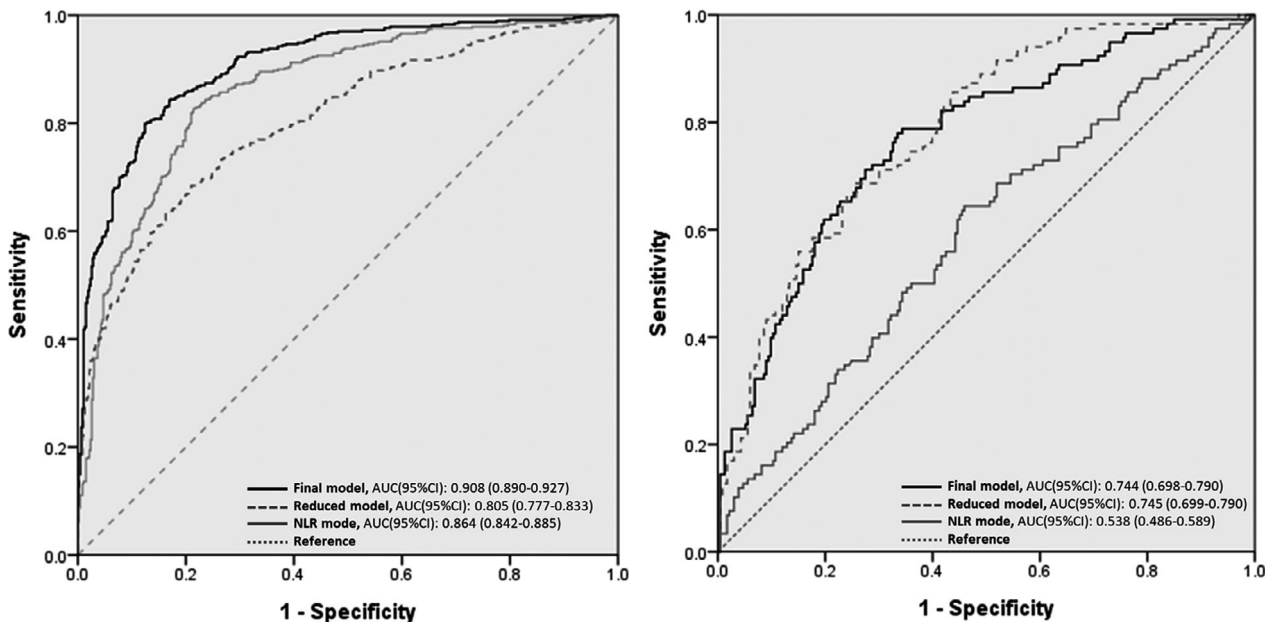 1.0
0.8
0.6
0.4
0.2
0.0
Sensitivity
Final model, AUC(95%CI): 0.908 (0.890-0.927)
Reduced model, AUC(95%CI): 0.805 (0.777-0.833)
NLR mode, AUC(95%CI): 0.864 (0.842-0.885)
Reference
0.0 0.2 0.4 0.6 0.8 1.0
1 - Specificity
1.0
0.8
0.6
0.4
0.2
0.0
Sensitivity
Final model, AUC(95%CI): 0.744 (0.698-0.790)
Reduced model, AUC(95%CI): 0.745 (0.699-0.790)
NLR mode, AUC(95%CI): 0.538 (0.486-0.589)
Reference
0.0 0.2 0.4 0.6 0.8 1.0
1 - Specificity